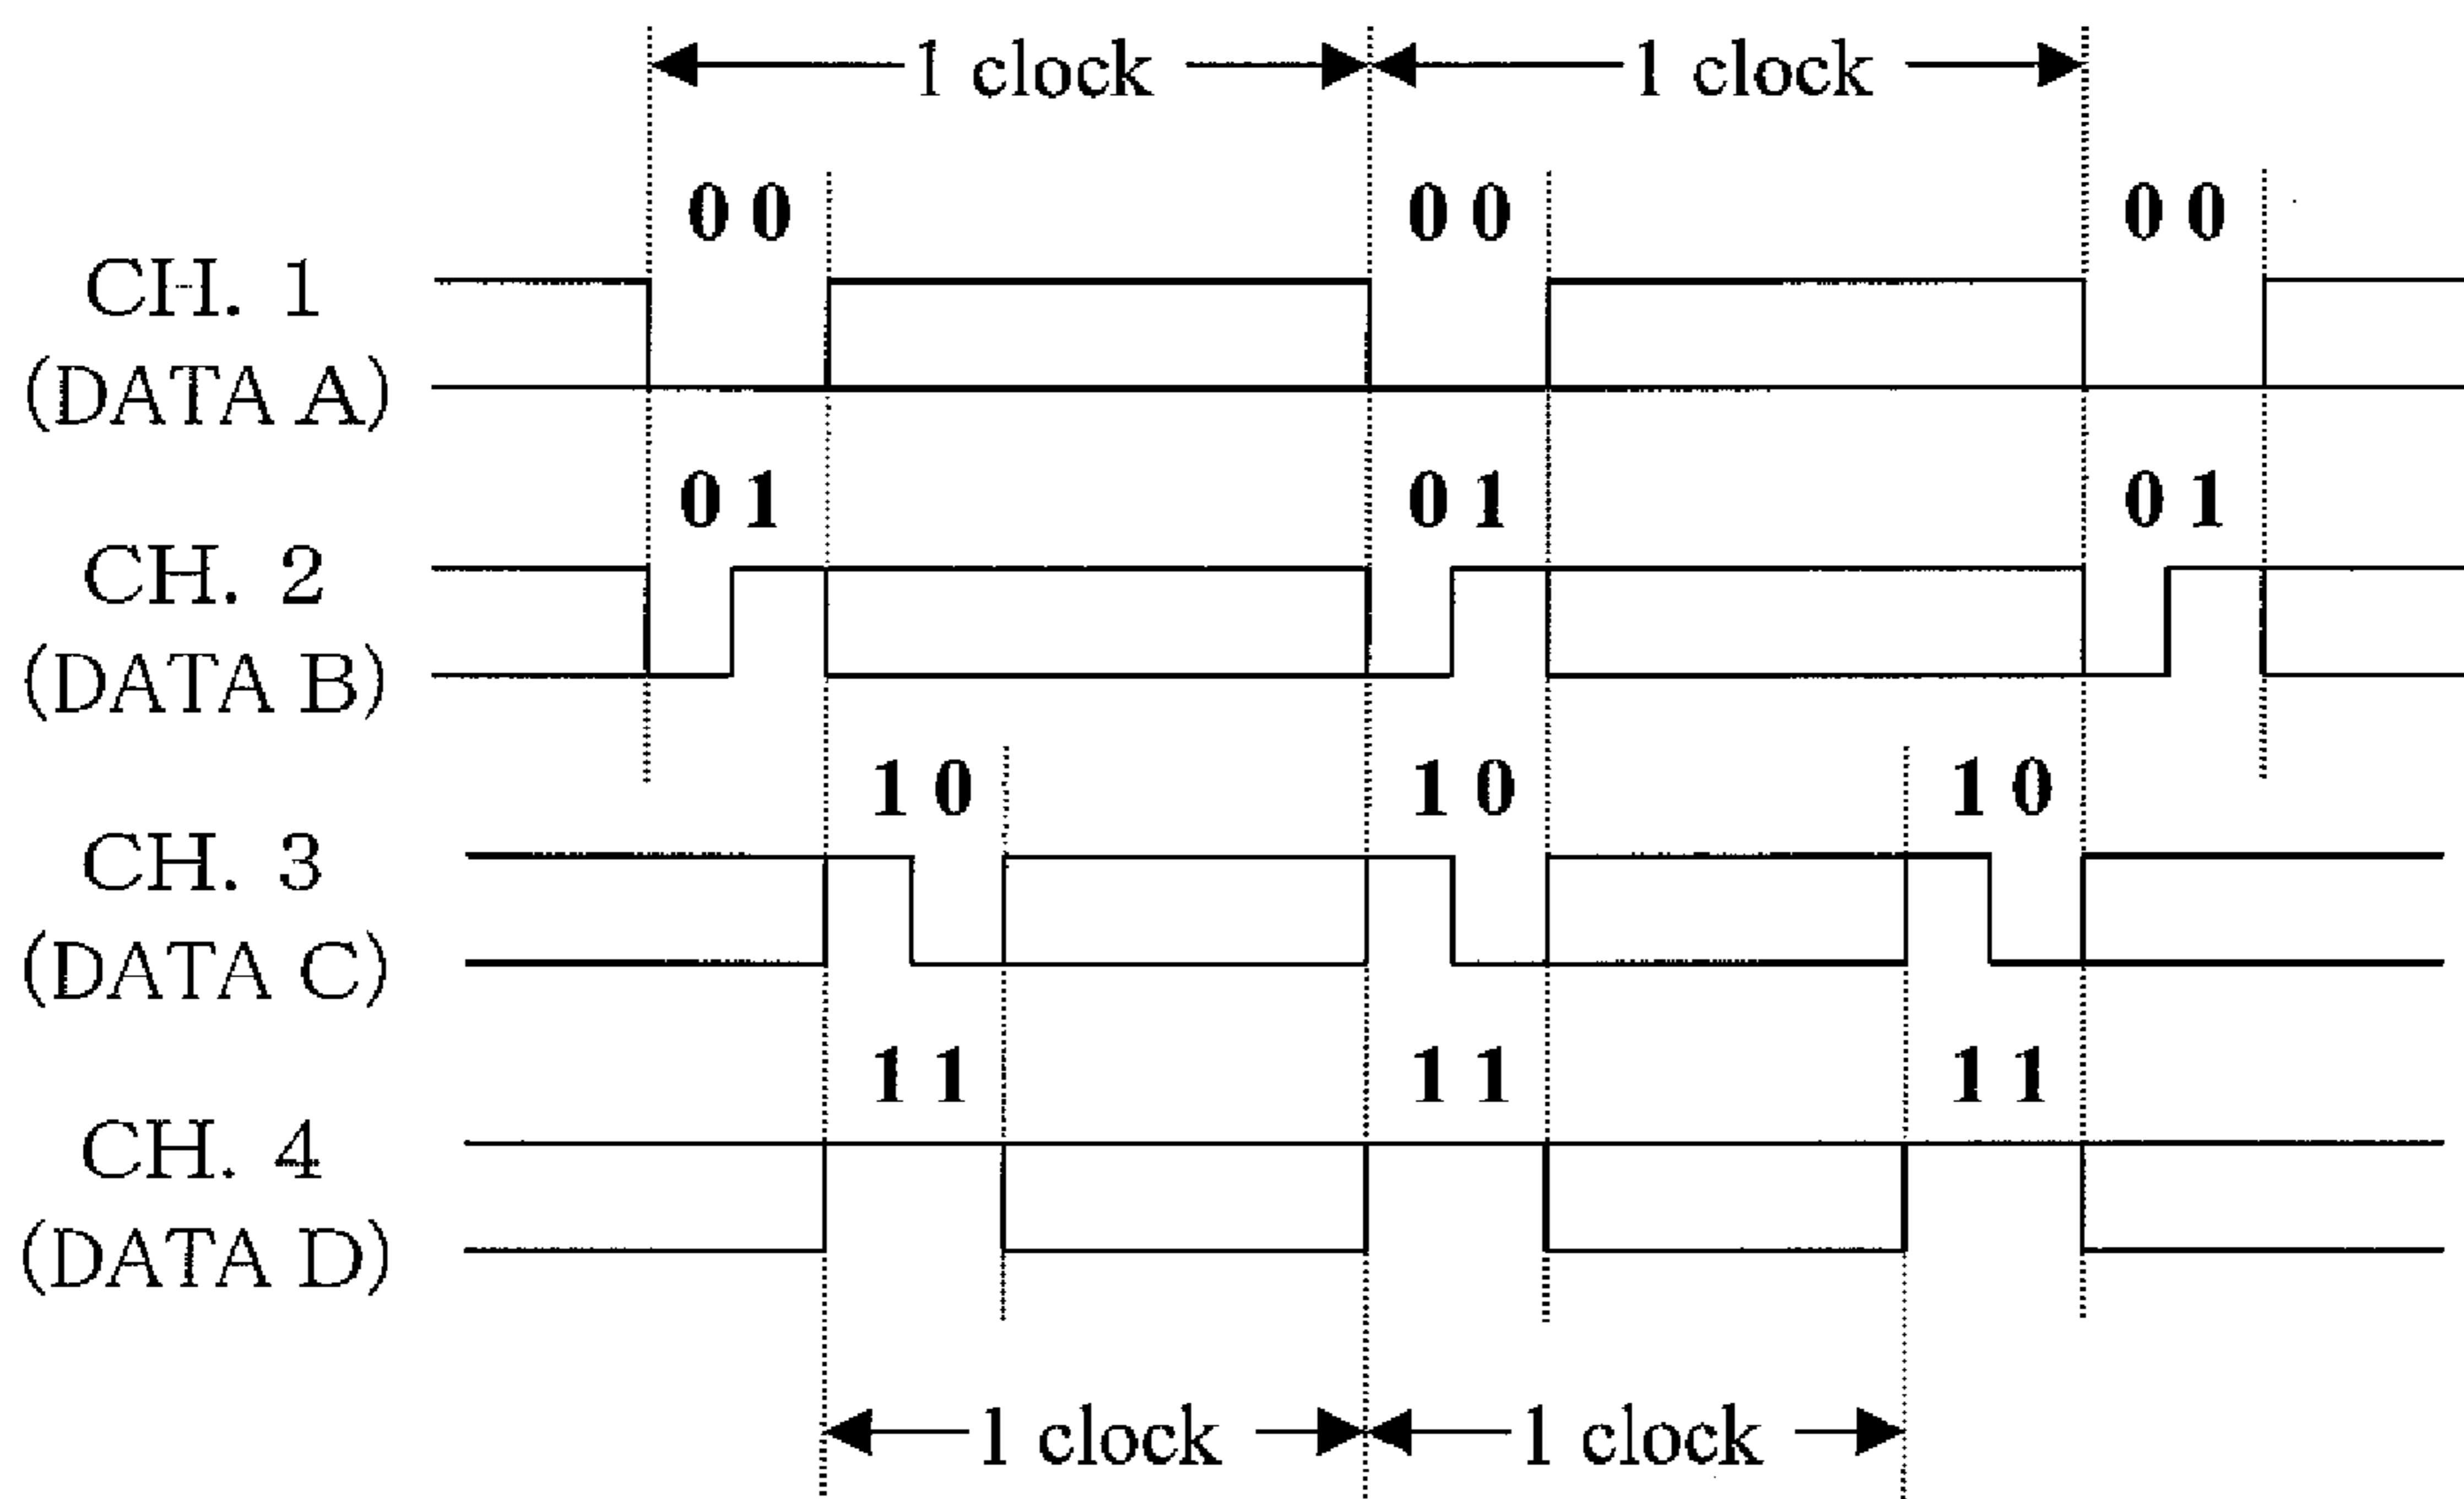 1 clock 1 clock
0 0 0 0 0 0
CH. 1
(DATA A)
0 1 0 1 0 1
CH. 2
(DATA B)
1 0 1 0 1 0
CH. 3
(DATA C)
1 1 1 1 1 1
CH. 4
(DATA D)
1 clock 1 clock